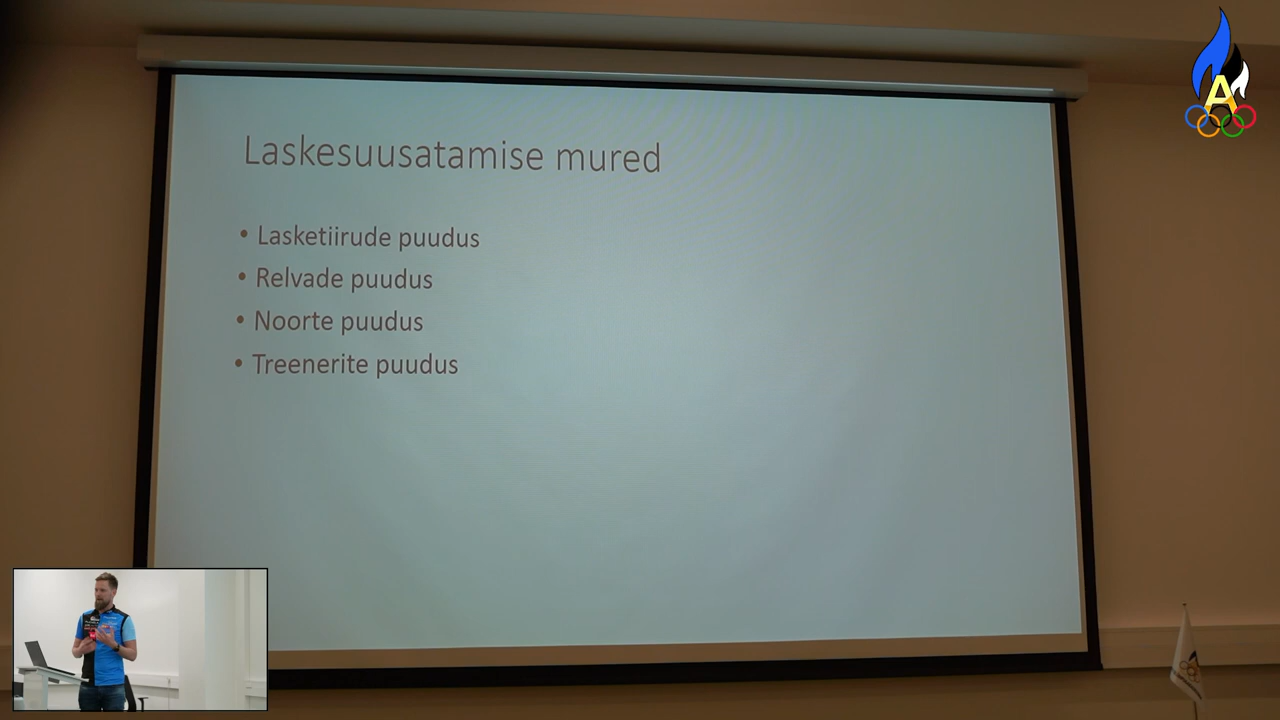 Laskesuusatamise mured
• Lasketiirude puudus
• Relvade puudus
• Noorte puudus
• Treenerite puudus
A